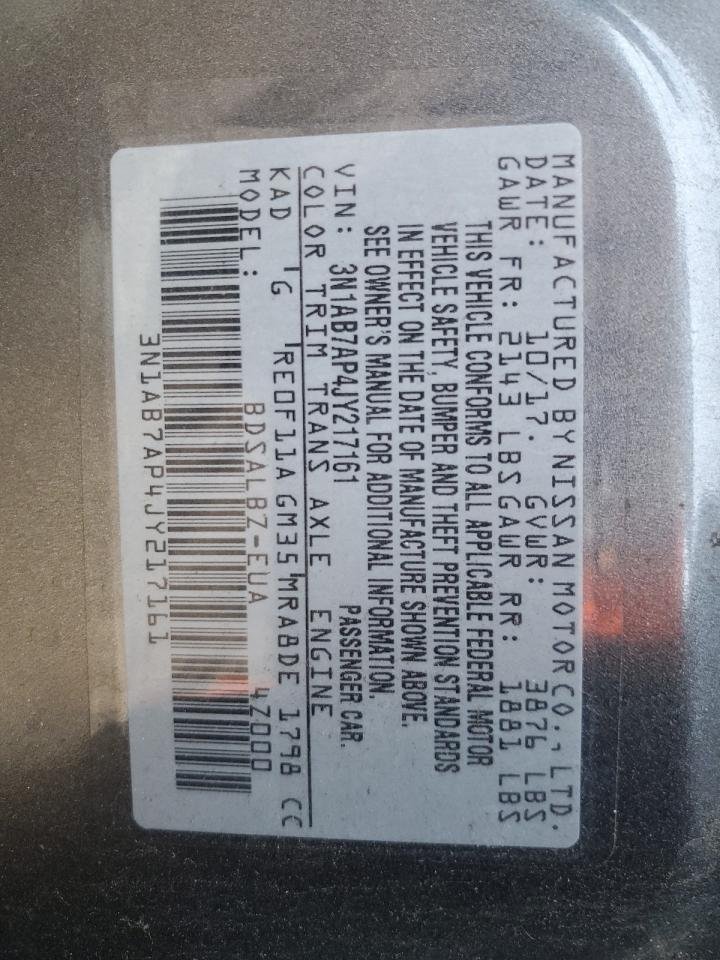 MANUFACTURED BY NISSAN MOTOR CO., LTD.
DATE: 10/17. GVWR: 3876 LBS
GAWR FR: 2143 LBS GAWR RR: 1881 LBS
THIS VEHICLE CONFORMS TO ALL APPLICABLE FEDERAL MOTOR
VEHICLE SAFETY, BUMPER AND THEFT PREVENTION STANDARDS
IN EFFECT ON THE DATE OF MANUFACTURE SHOWN ABOVE.
SEE OWNER'S MANUAL FOR ADDITIONAL INFORMATION.
VIN: 3N1AB7AP4JY217161 PASSENGER CAR.
COLOR TRIM TRANS AXLE ENGINE
KAD G RE0F11A GM35 MRA8DE 1798 CC
MODEL: BDSALBZ-EUA 4Z000
3N1AB7AP4JY217161